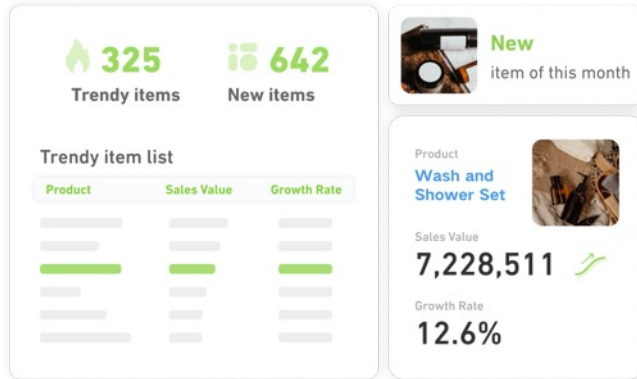 325
Trendy items
642
New items
Trendy item list
Product Sales Value Growth Rate
New
item of this month
Product
Wash and
Shower Set
Sales Value
7,228,511
Growth Rate
12.6%